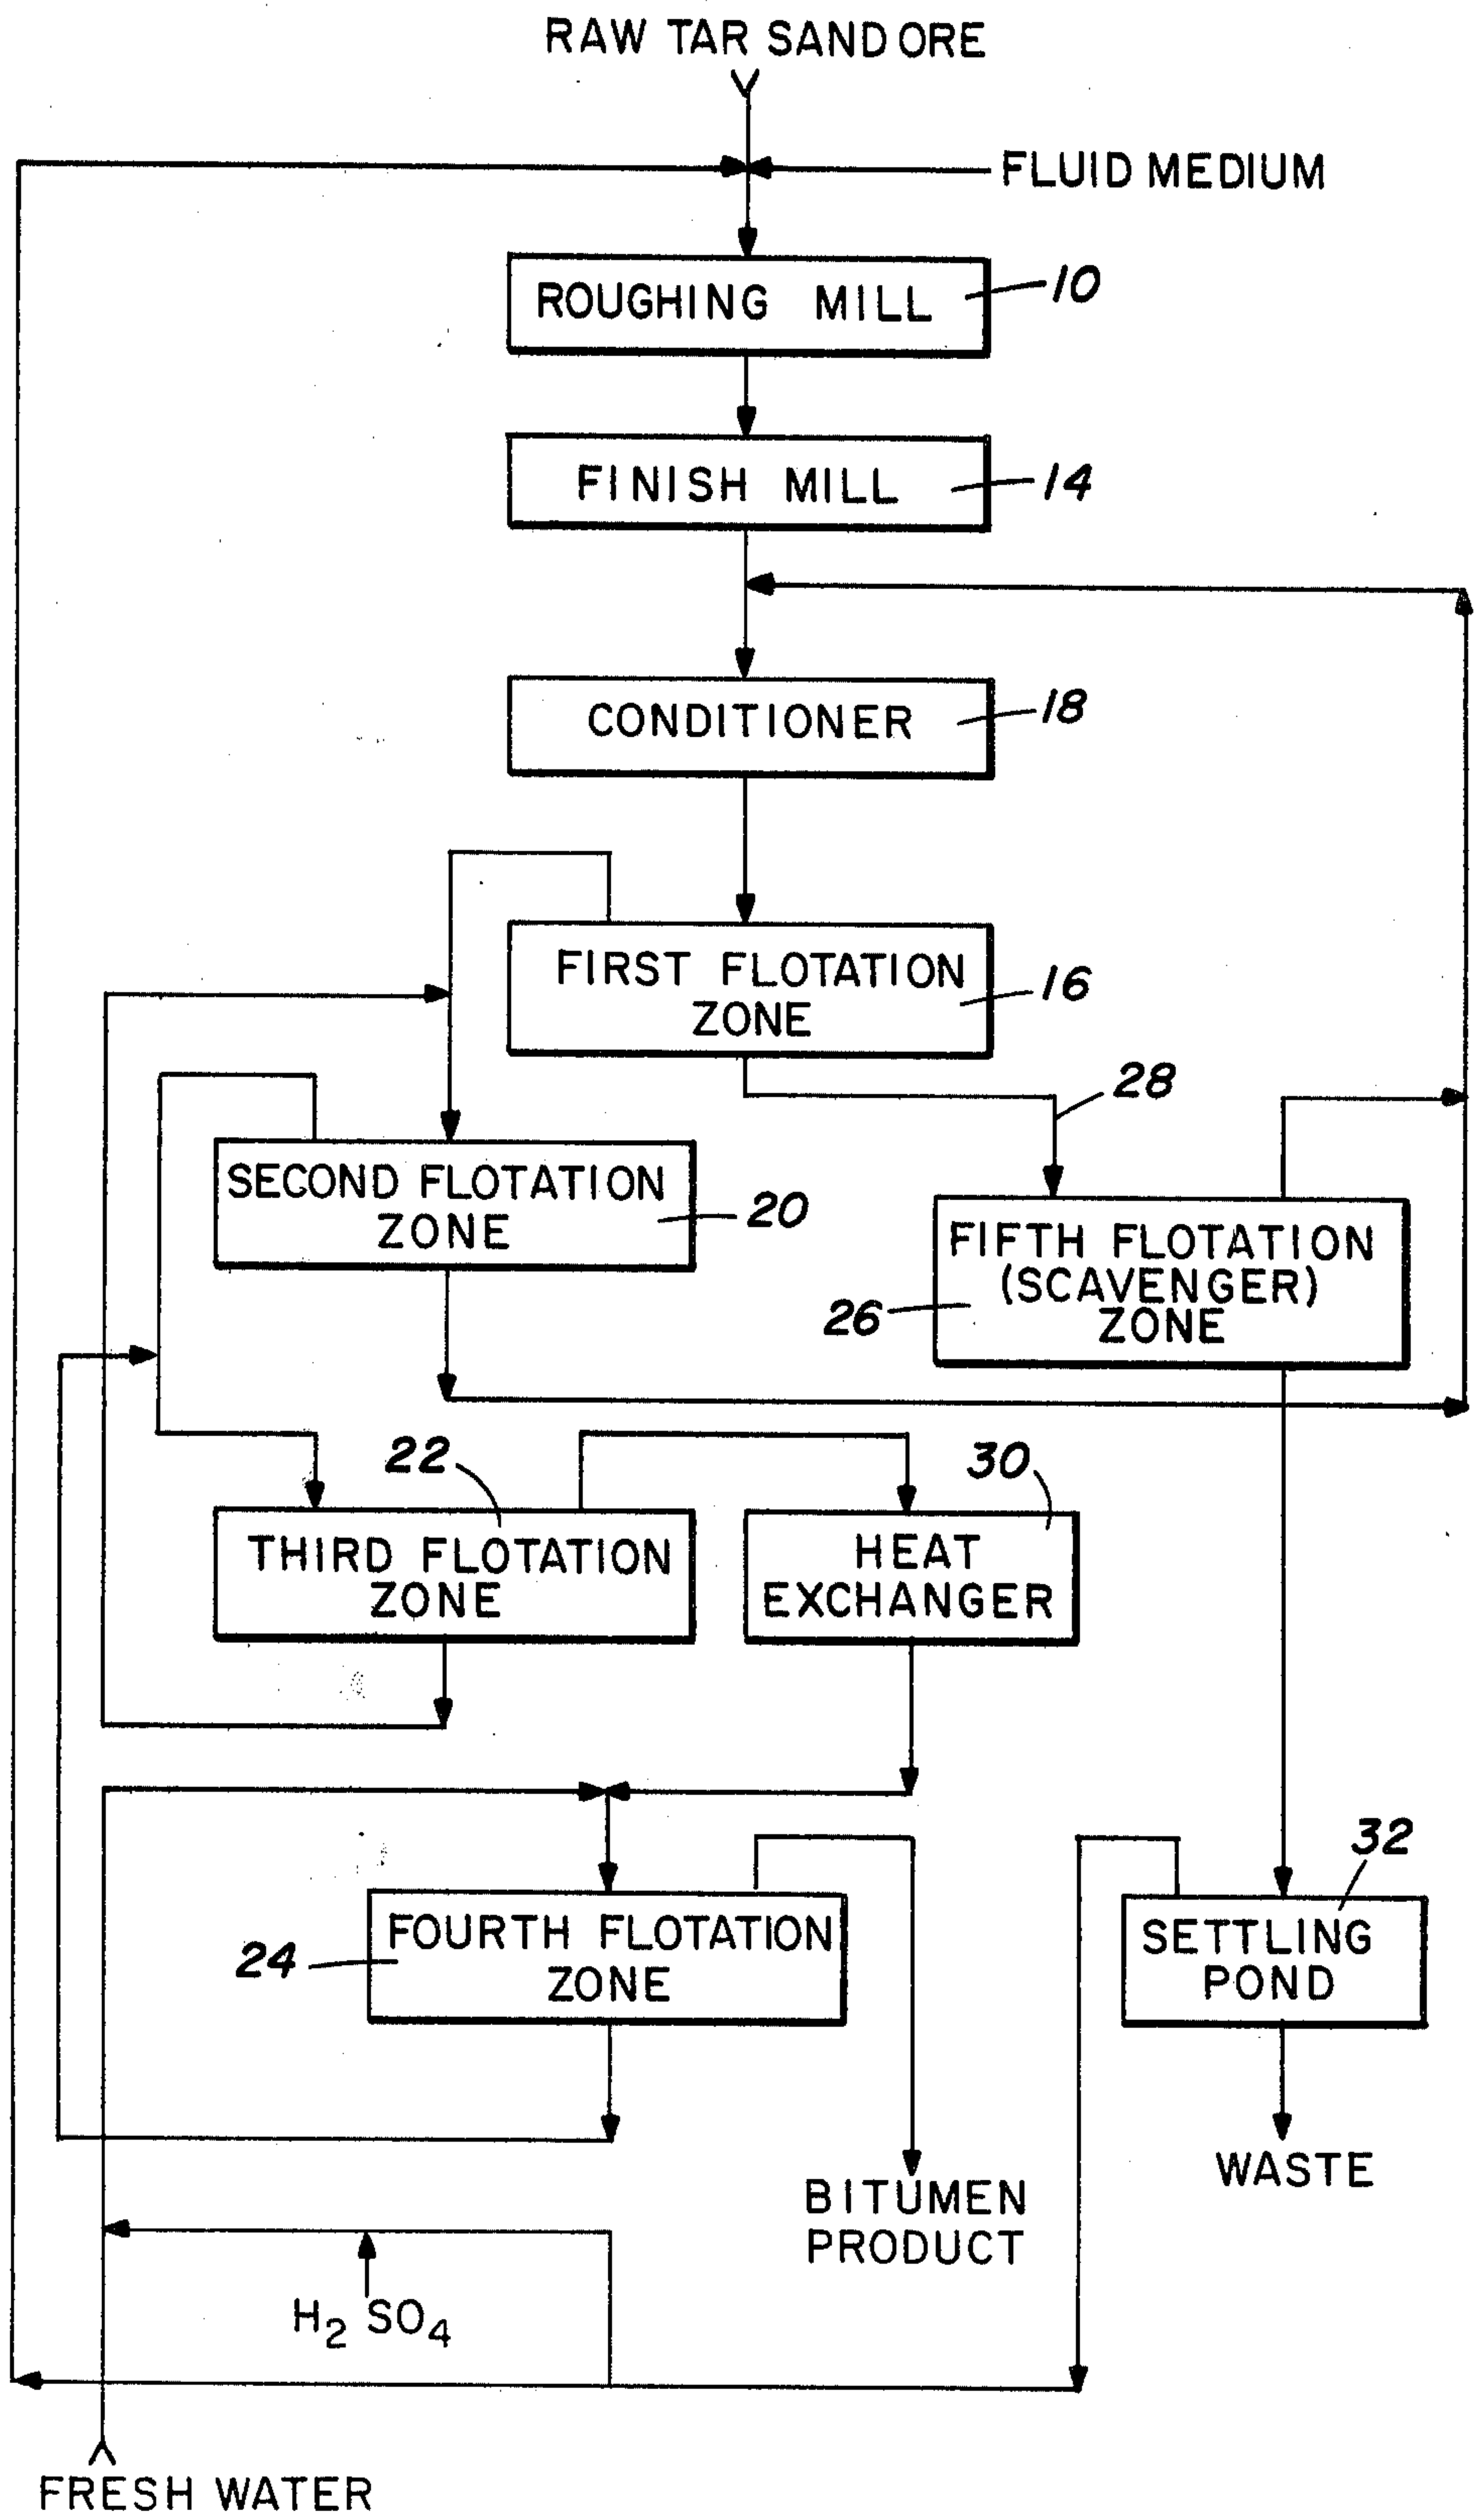 RAW TAR SAND ORE
FLUID MEDIUM
ROUGHING MILL
10
FINISH MILL
14
CONDITIONER
18
FIRST FLOTATION
ZONE
16
28
SECOND FLOTATION
ZONE
20
FIFTH FLOTATION
(SCAVENGER)
ZONE
26
22
30
THIRD FLOTATION
ZONE
HEAT
EXCHANGER
32
FOURTH FLOTATION
ZONE
24
SETTLING
POND
WASTE
BITUMEN
PRODUCT
H2 SO4
FRESH WATER